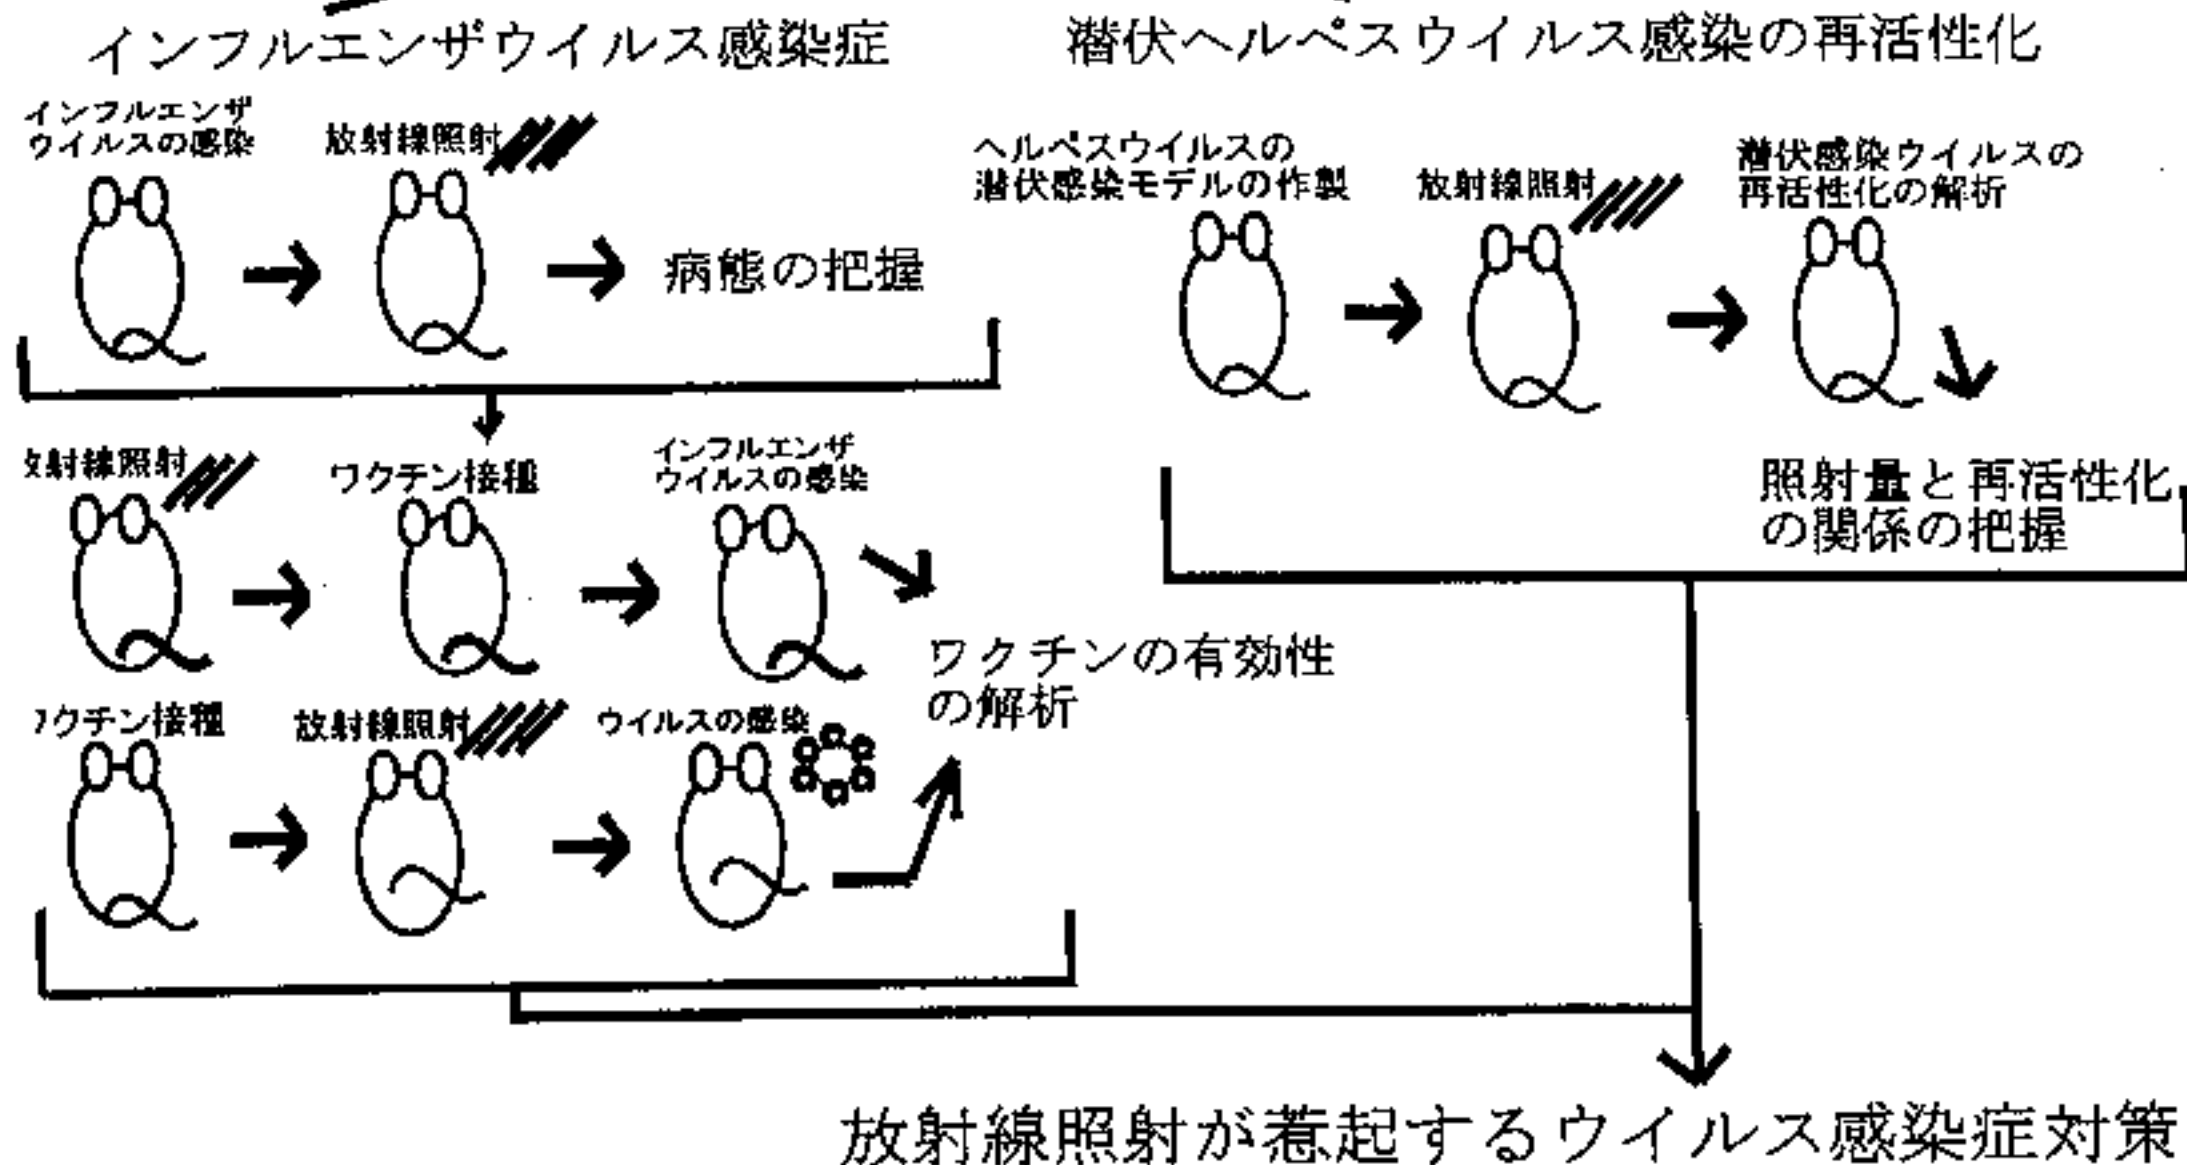 インフルエンザウイルス感染症
インフルエンザ
ウイルスの感染
放射線照射
病態の把握
放射線照射
ワクチン接種
インフルエンザ
ウイルスの感染
ワクチン接種
放射線照射
ウイルスの感染
ワクチンの有効性
の解析
潜伏ヘルペスウイルス感染の再活性化
ヘルペスウイルスの
潜伏感染モデルの作製
放射線照射
潜伏感染ウイルスの
再活性化の解析
照射量と再活性化
の関係の把握
放射線照射が惹起するウイルス感染症対策